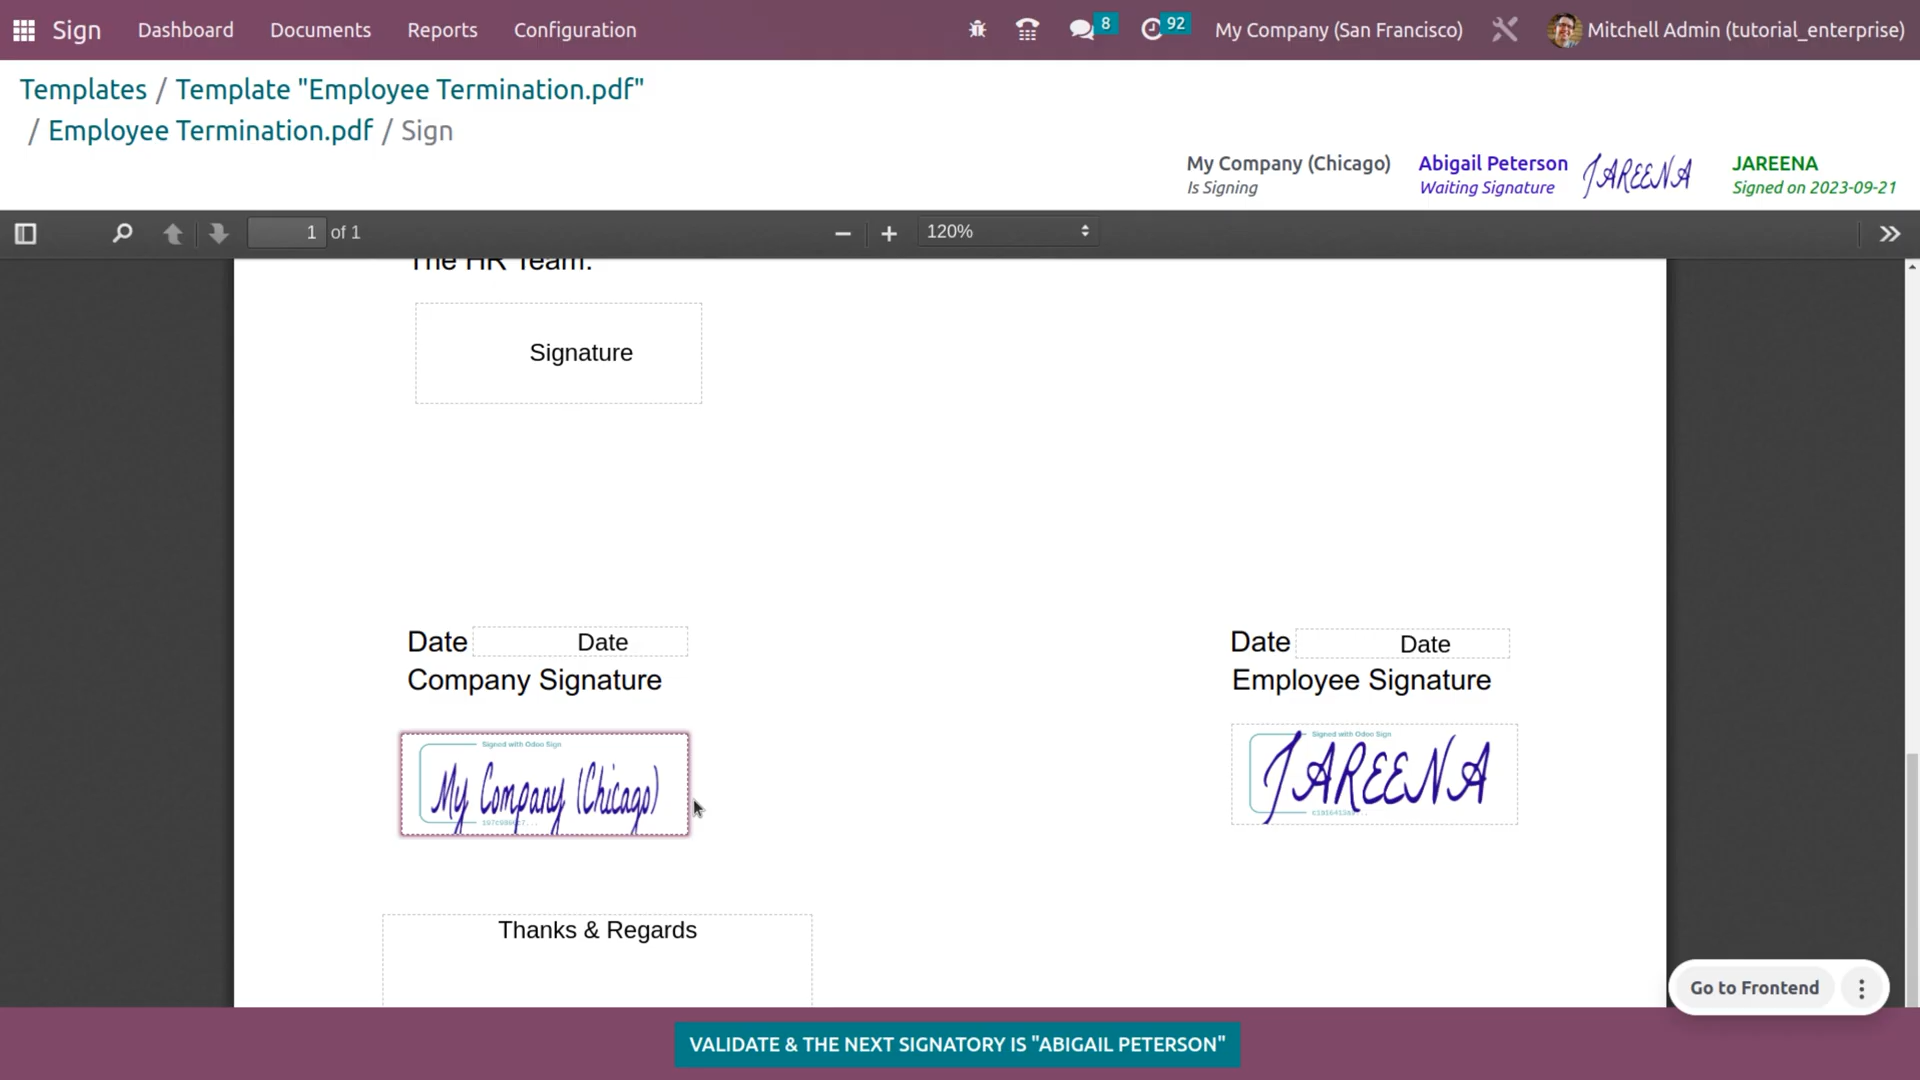 Sign Dashboard Documents Reports Configuration 8 92 My Company (San Francisco) Mitchell Admin (tutorial_enterprise)
Templates / Template "Employee Termination.pdf"
/ Employee Termination.pdf / Sign
My Company (Chicago) Abigail Peterson JAREENA JAREENA
Is Signing Waiting Signature Signed on 2023-09-21
1 of 1 120%
The HR Team.
Signature
Date Date Date Date
Company Signature Employee Signature
Signed with Odoo Sign Signed with Odoo Sign
My Company (Chicago) JAREENA
Thanks & Regards
Go to Frontend
VALIDATE & THE NEXT SIGNATORY IS "ABIGAIL PETERSON"